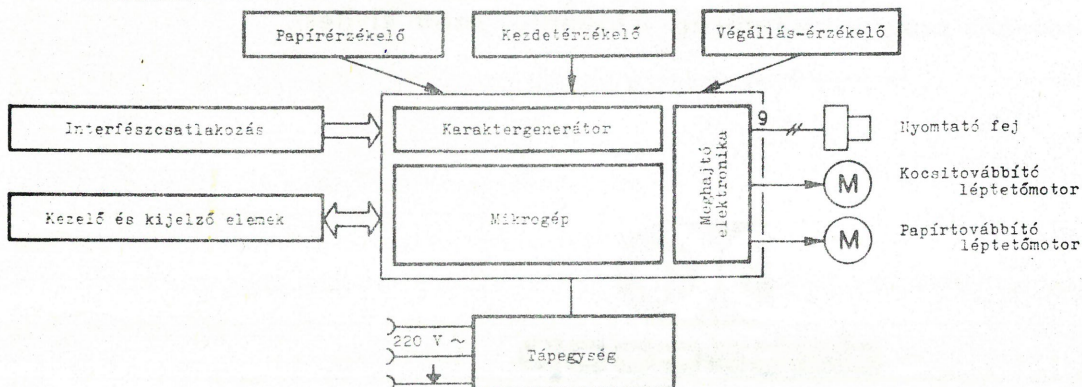 Papírérzékelő
Kezdetérzékelő
Végállás-érzékelő
Interfészcsatlakozás
Karaktergenerátor
Meghajtó
elektronika
9
Nyomtató fej
Kocsitovábbító
léptetőmotor
M
Kezelő és kijelző elemek
Mikrogép
Papírtovábbító
léptetőmotor
M
220 V ~
Tápegység